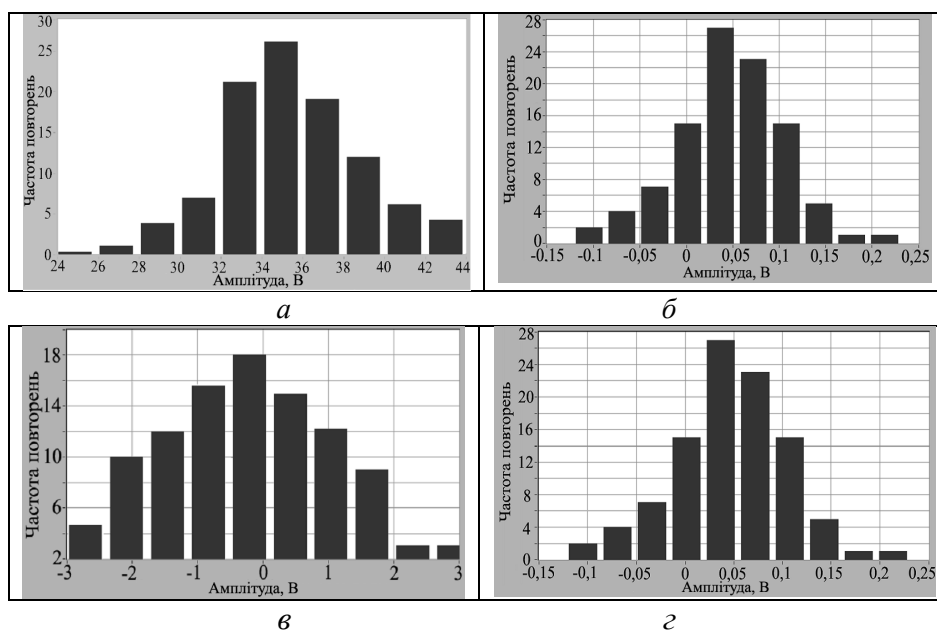 Частота повторень
30
25
20
15
10
5
0
24 26 28 30 32 34 36 38 40 42 44
Амплітуда, В
а
Частота повторень
28
24
20
16
12
8
4
0
-0.15 -0.1 -0,05 0 0,05 0,1 0,15 0,2 0,25
Амплітуда, В
б
Частота повторень
18
14
10
6
2
-3 -2 -1 0 1 2 3
Амплітуда, В
в
Частота повторень
28
24
20
16
12
8
4
0
-0,15 -0,1 -0,05 0 0,05 0,1 0,15 0,2 0,25
Амплітуда, В
г